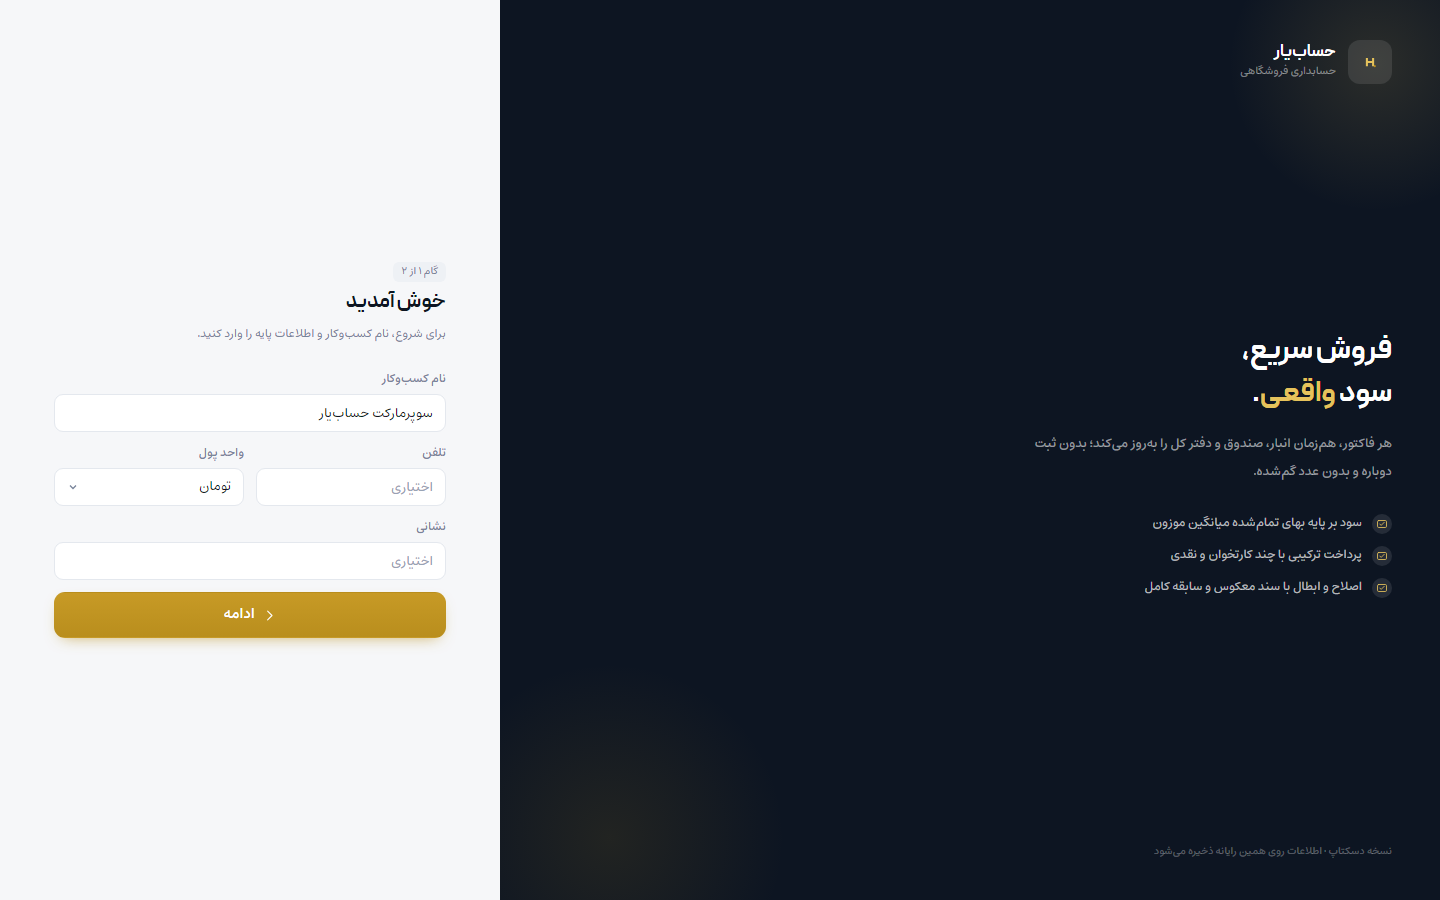 حساب‌یار
حسابداری فروشگاهی
H.
فروش سریع،
سود واقعی.
هر فاکتور، هم‌زمان انبار، صندوق و دفتر کل را به‌روز می‌کند؛ بدون ثبت
دوباره و بدون عدد گم‌شده.
سود بر پایه بهای تمام‌شده میانگین موزون
پرداخت ترکیبی با چند کارتخوان و نقدی
اصلاح و ابطال با سند معکوس و سابقه کامل
نسخه دسکتاپ · اطلاعات روی همین رایانه ذخیره می‌شود
گام ۱ از ۲
خوش آمدید
برای شروع، نام کسب‌وکار و اطلاعات پایه را وارد کنید.
نام کسب‌وکار
سوپرمارکت حساب‌یار
تلفن
واحد پول
اختیاری
تومان
نشانی
اختیاری
ادامه